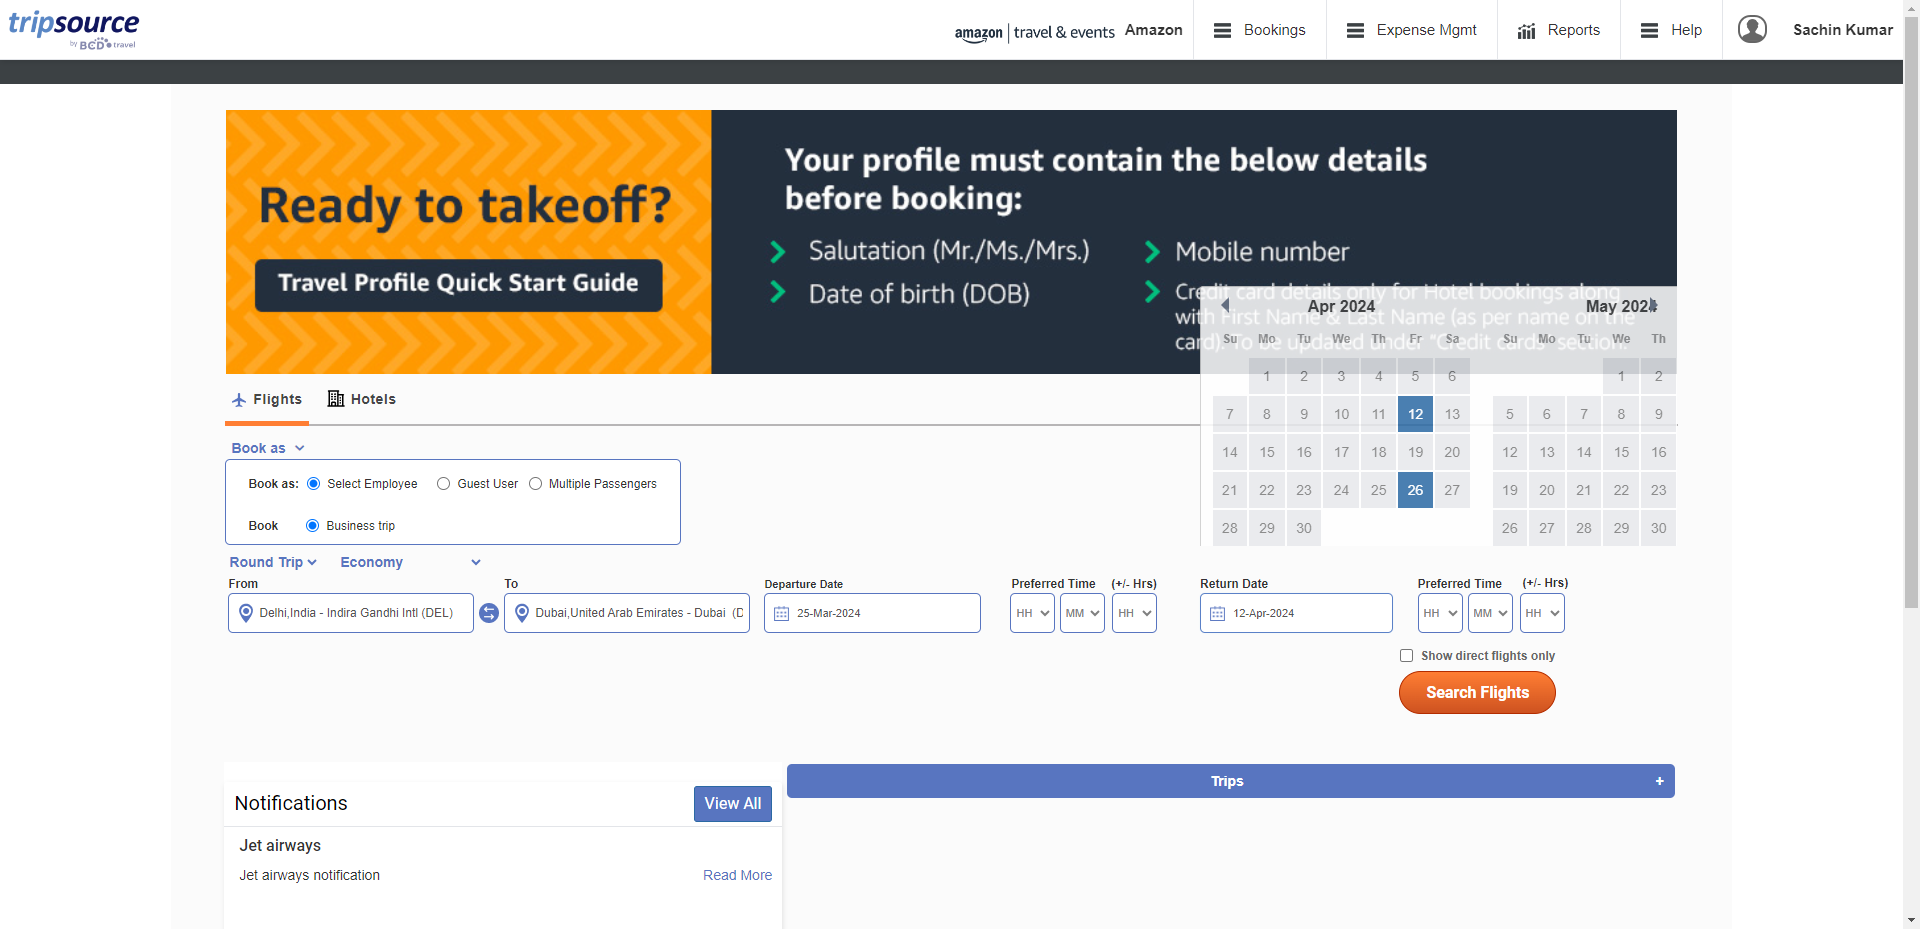 tripsource
by BCD travel
amazon | travel & events
Amazon
Bookings
Expense Mgmt
Reports
Help
Sachin Kumar
Ready to takeoff?
Travel Profile Quick Start Guide
Your profile must contain the below details
before booking:
Salutation (Mr./Ms./Mrs.)
Mobile number
Date of birth (DOB)
Credit card details only for Hotel bookings along
with First Name & Last Name (as per name on the
card). To be updated under "Credit cards" section.
Apr 2024
May 2024
Su Mo Tu We Th Fr Sa
Su Mo Tu We Th
1 2 3 4 5 6
1 2
7 8 9 10 11 12 13
5 6 7 8 9
14 15 16 17 18 19 20
12 13 14 15 16
21 22 23 24 25 26 27
19 20 21 22 23
28 29 30
26 27 28 29 30
Flights
Hotels
Book as
Book as: Select Employee Guest User Multiple Passengers
Book Business trip
Round Trip
Economy
From
To
Departure Date
Preferred Time
(+/- Hrs)
Return Date
Preferred Time
(+/- Hrs)
Delhi,India - Indira Gandhi Intl (DEL)
Dubai,United Arab Emirates - Dubai (D
25-Mar-2024
HH
MM
HH
12-Apr-2024
HH
MM
HH
Show direct flights only
Search Flights
Trips +
Notifications
View All
Jet airways
Jet airways notification
Read More